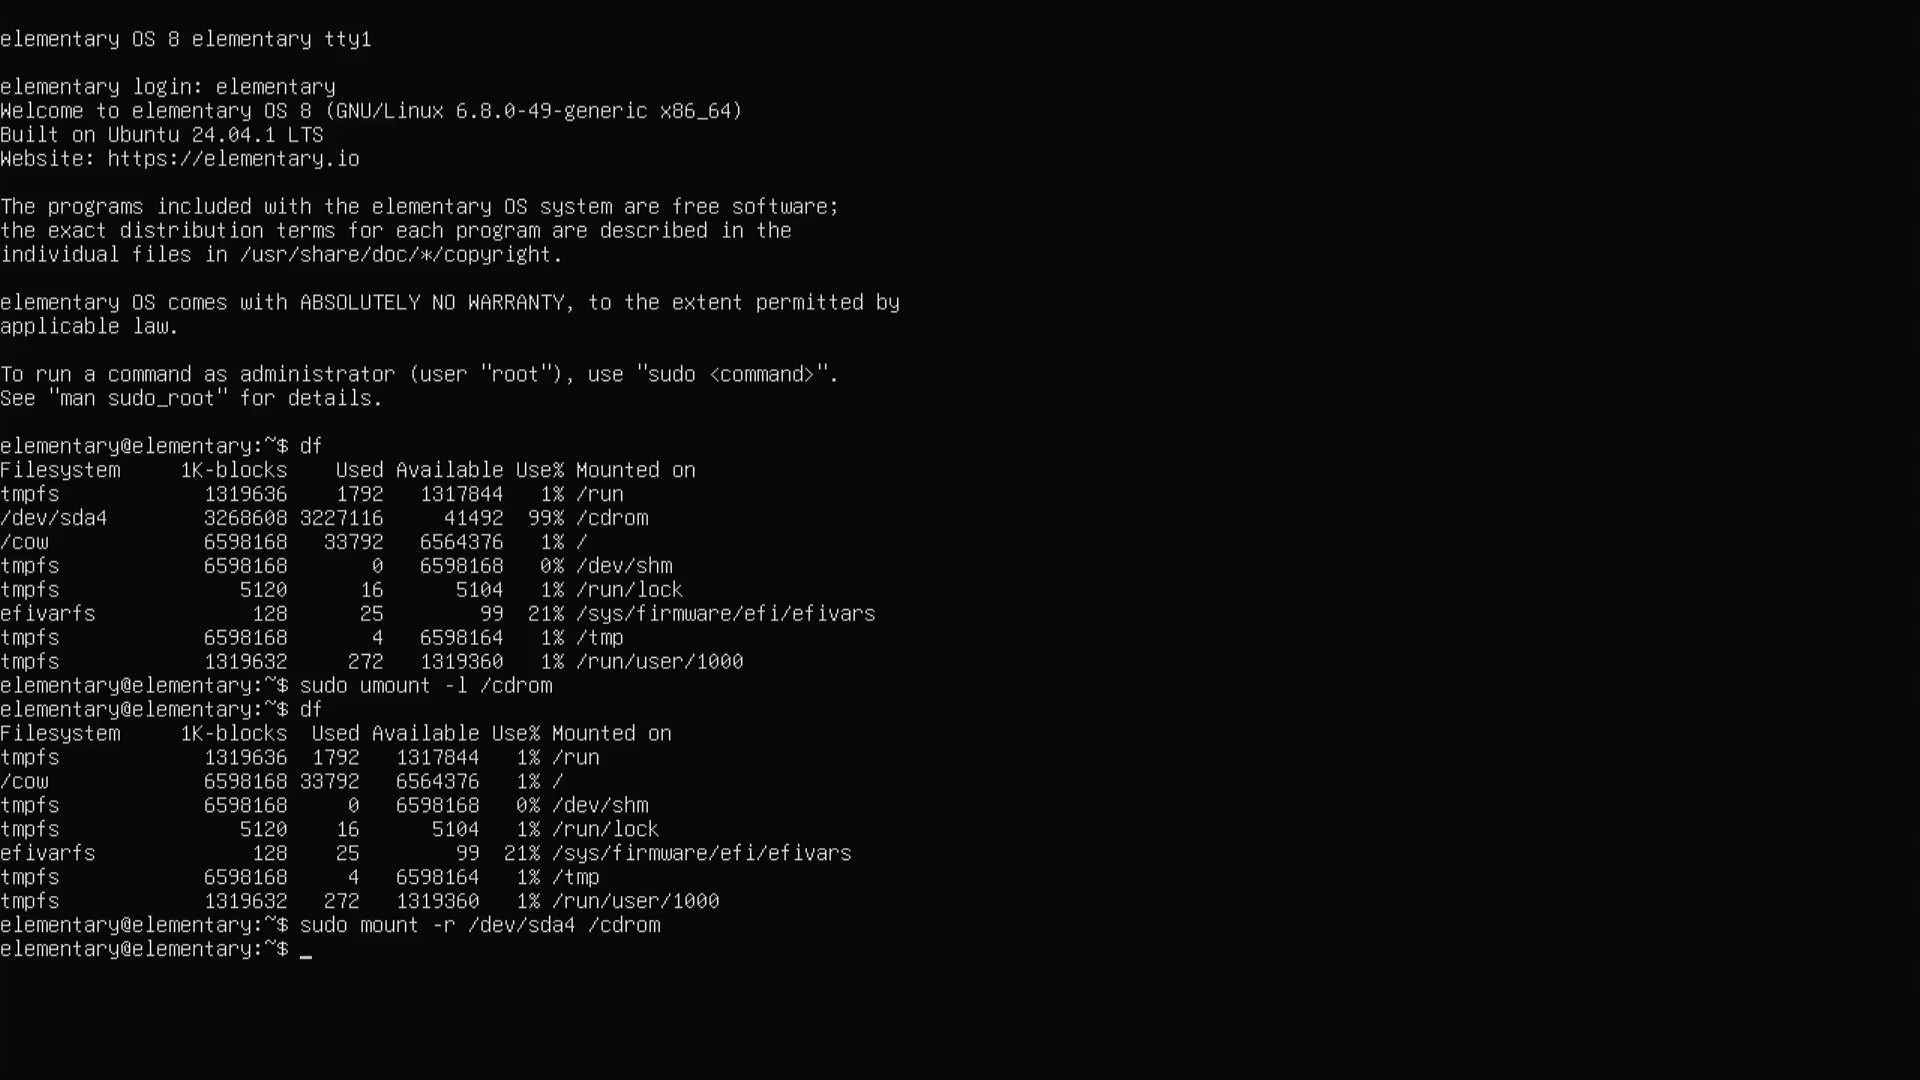 elementary OS 8 elementary tty1
elementary login: elementary
Welcome to elementary OS 8 (GNU/Linux 6.8.0-49-generic x86_64)
Built on Ubuntu 24.04.1 LTS
Website: https://elementary.io
The programs included with the elementary OS system are free software;
the exact distribution terms for each program are described in the
individual files in /usr/share/doc/*/copyright.
elementary OS comes with ABSOLUTELY NO WARRANTY, to the extent permitted by
applicable law.
To run a command as administrator (user "root"), use "sudo <command>".
See "man sudo_root" for details.
elementary@elementary:~$ df
Filesystem     1K-blocks    Used Available Use% Mounted on
tmpfs            1319636    1792   1317844   1% /run
/dev/sda4        3268608 3227116     41492  99% /cdrom
/cow             6598168   33792   6564376   1% /
tmpfs            6598168       0   6598168   0% /dev/shm
tmpfs               5120      16      5104   1% /run/lock
efivarfs             128      25        99  21% /sys/firmware/efi/efivars
tmpfs            6598168       4   6598164   1% /tmp
tmpfs            1319632     272   1319360   1% /run/user/1000
elementary@elementary:~$ sudo umount -l /cdrom
elementary@elementary:~$ df
Filesystem     1K-blocks  Used Available Use% Mounted on
tmpfs            1319636  1792   1317844   1% /run
/cow             6598168 33792   6564376   1% /
tmpfs            6598168     0   6598168   0% /dev/shm
tmpfs               5120    16      5104   1% /run/lock
efivarfs             128    25        99  21% /sys/firmware/efi/efivars
tmpfs            6598168     4   6598164   1% /tmp
tmpfs            1319632   272   1319360   1% /run/user/1000
elementary@elementary:~$ sudo mount -r /dev/sda4 /cdrom
elementary@elementary:~$ _